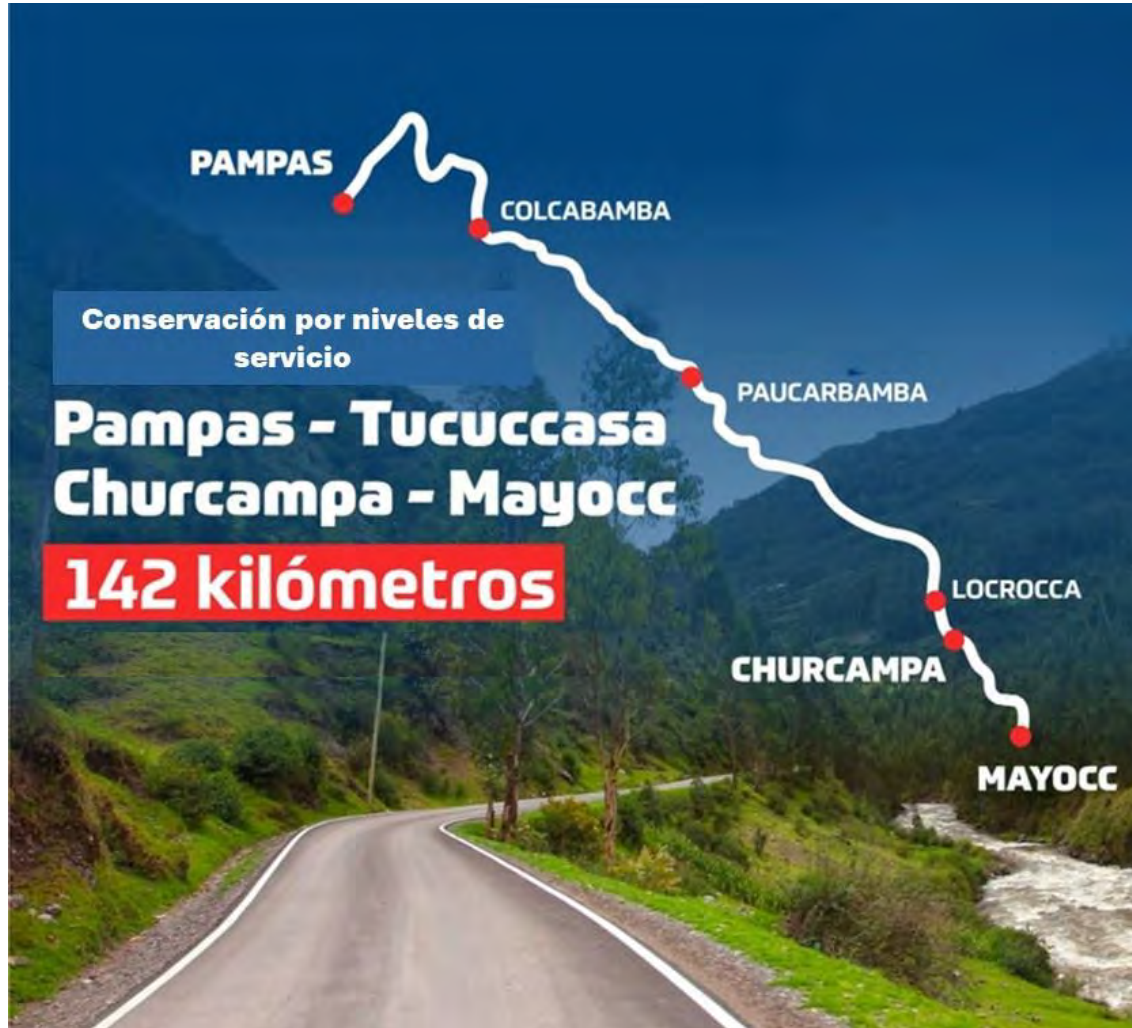 PAMPAS
COLCABAMBA
Conservación por niveles de
servicio
PAUCARBAMBA
Pampas - Tucuccasa
Churcampa - Mayocc
142 kilómetros
LOCROCCA
CHURCAMPA
MAYOCC